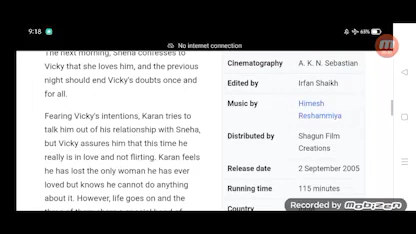 9:18
68%
No internet connection
The next morning, Sneha confesses to
Vicky that she loves him, and the previous
night should end Vicky's doubts once and
for all.
Fearing Vicky's intentions, Karan tries to
talk him out of his relationship with Sneha,
but Vicky assures him that this time he
really is in love and not flirting. Karan feels
he has lost the only woman he has ever
loved but knows he cannot do anything
about it. However, life goes on and the
Cinematography A. K. N. Sebastian
Edited by Irfan Shaikh
Music by Himesh
Reshammiya
Distributed by Shagun Film
Creations
Release date 2 September 2005
Running time 115 minutes
Country
Recorded by mobizen